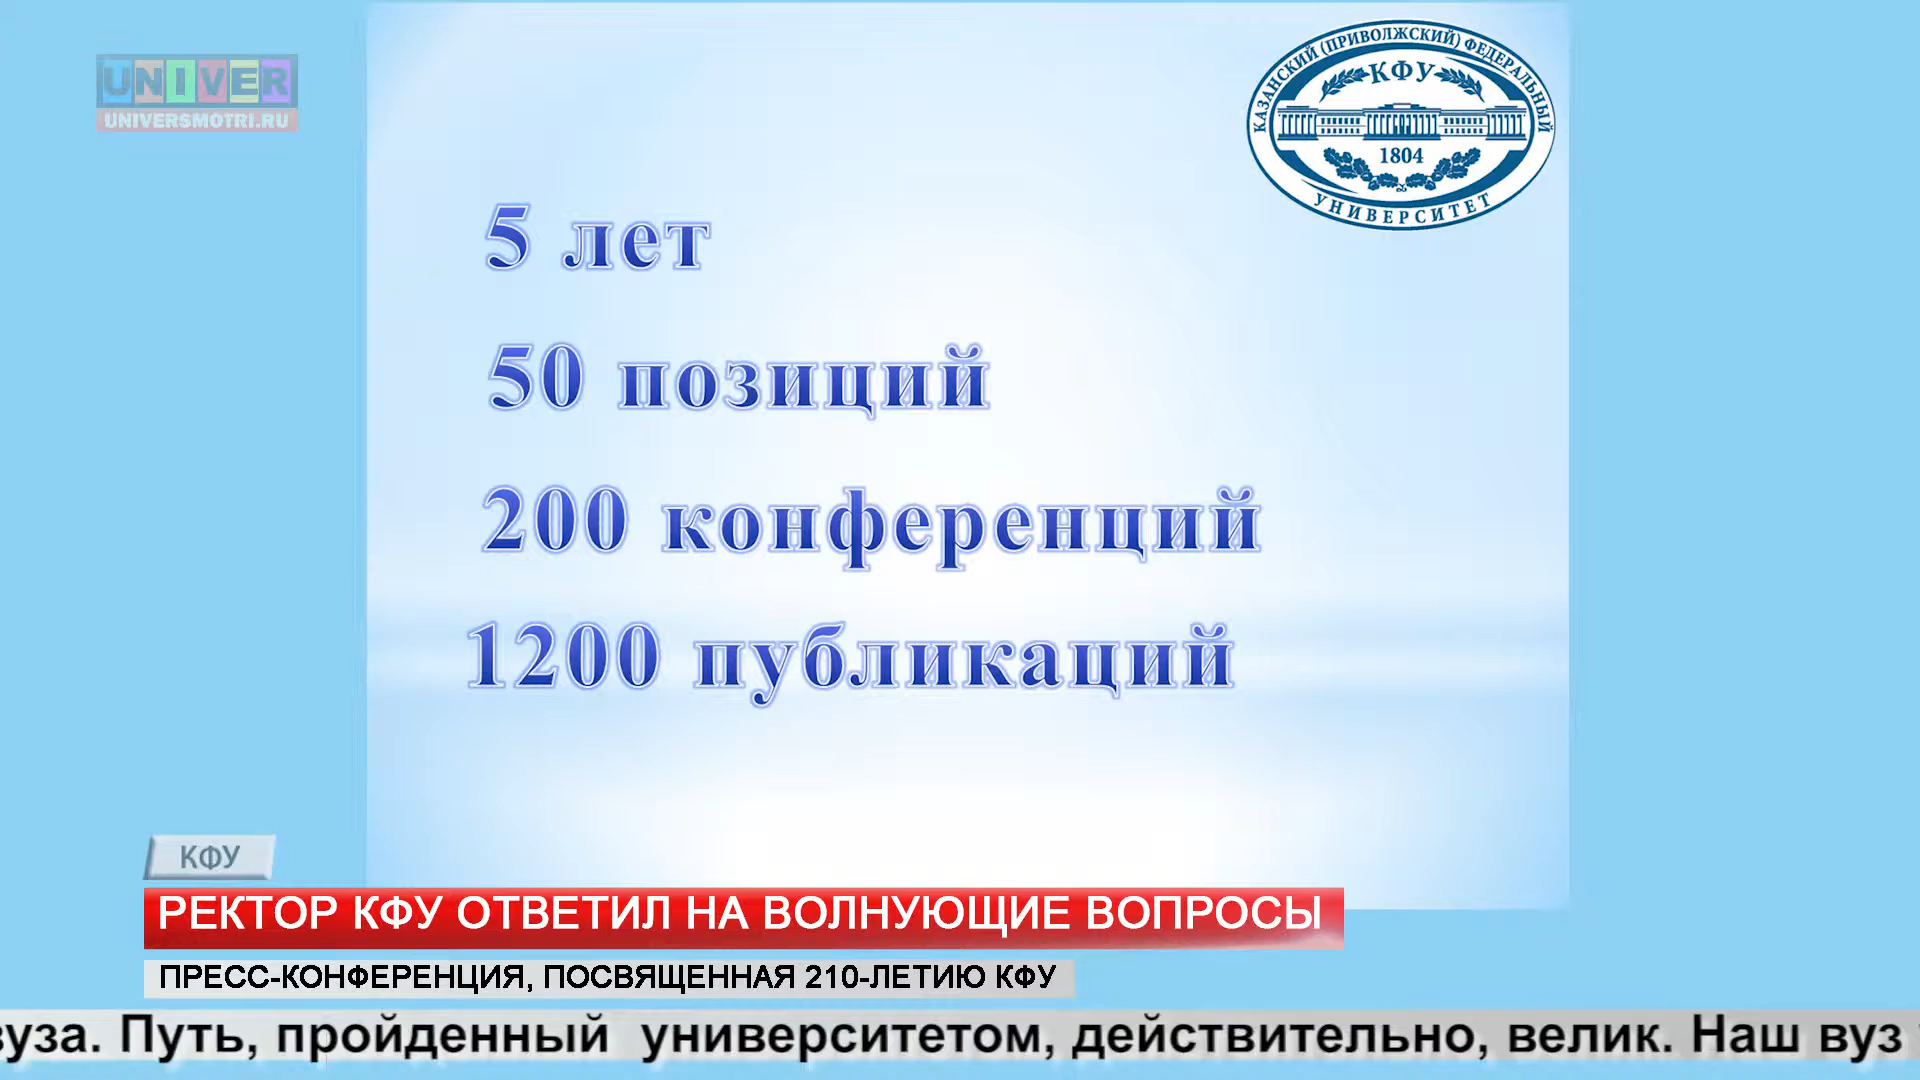 UNIVER
UNIVERSMOTRI.RU
КАЗАНСКИЙ (ПРИВОЛЖСКИЙ) ФЕДЕРАЛЬНЫЙ
КФУ
1804
УНИВЕРСИТЕТ
5 лет
50 позиций
200 конференций
1200 публикаций
КФУ
РЕКТОР КФУ ОТВЕТИЛ НА ВОЛНУЮЩИЕ ВОПРОСЫ
ПРЕСС-КОНФЕРЕНЦИЯ, ПОСВЯЩЕННАЯ 210-ЛЕТИЮ КФУ
вуза. Путь, пройденный университетом, действительно, велик. Наш вуз